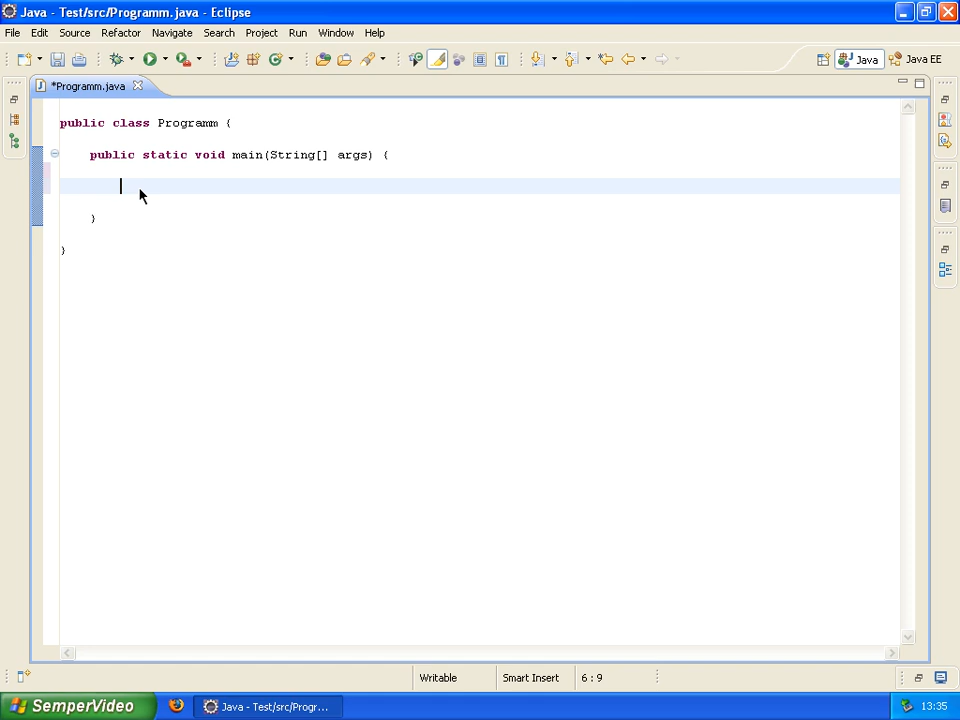 Java - Test/src/Programm.java - Eclipse
File Edit Source Refactor Navigate Search Project Run Window Help
Java Java EE
*Programm.java
public class Programm {
public static void main(String[] args) {
}
}
Writable Smart Insert 6 : 9
SemperVideo Java - Test/src/Progr... 13:35